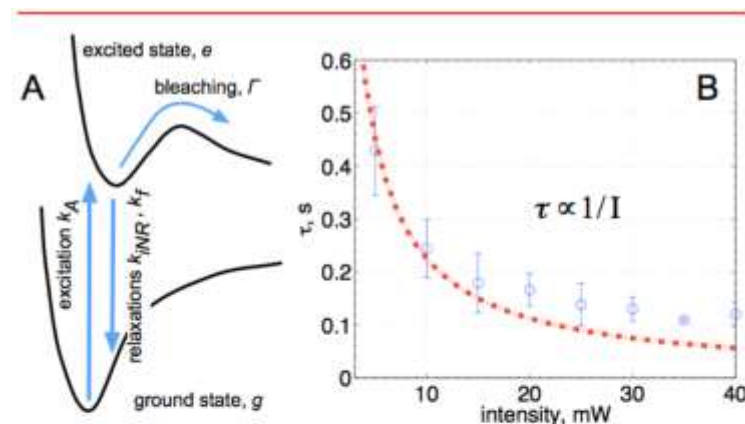 A
excited state, e
bleaching, Γ
excitation k_A
relaxations k_iNR, k_f
ground state, g
B
τ, s
0.6
0.5
0.4
0.3
0.2
0.1
0
τ ∝ 1/I
10
20
30
40
intensity, mW